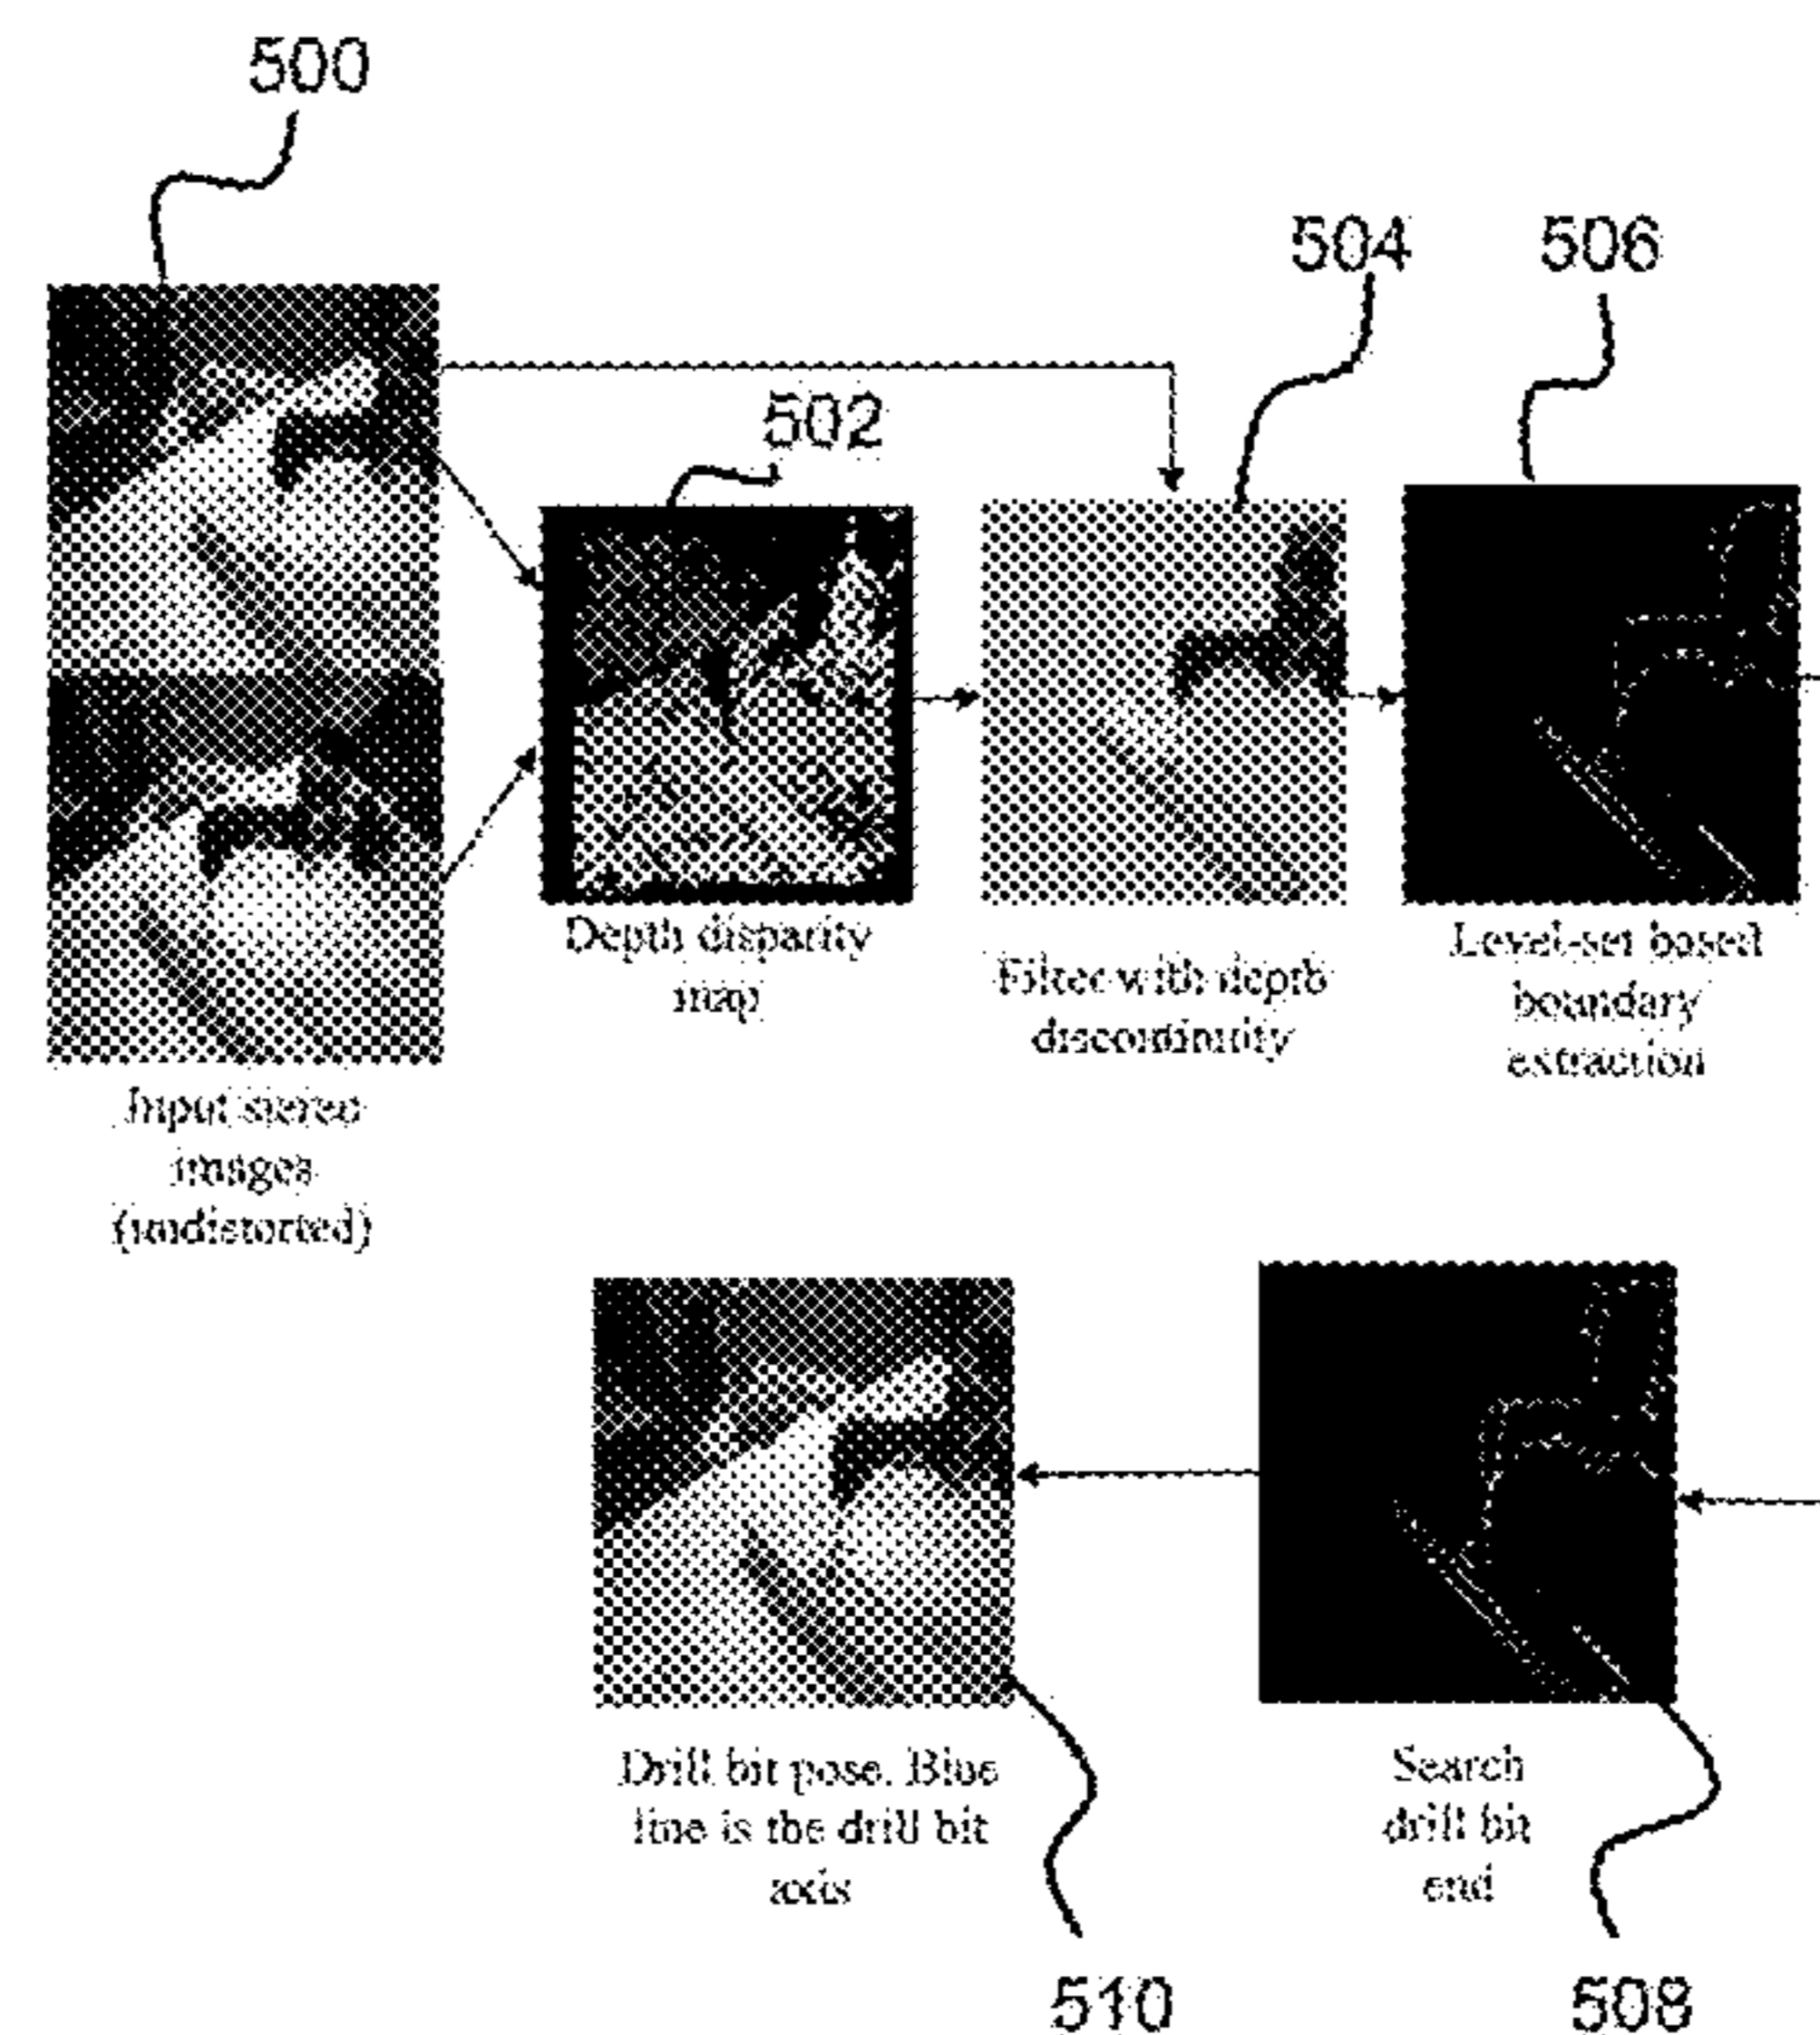 500
504
506
502
Depth disparity
map
Filter with depth
discontinuity
Level-set based
boundary
extraction
Input stereo
images
(undistorted)
Drill bit pose. Blue
line is the drill bit
axis
Search
drill bit
end
510
508